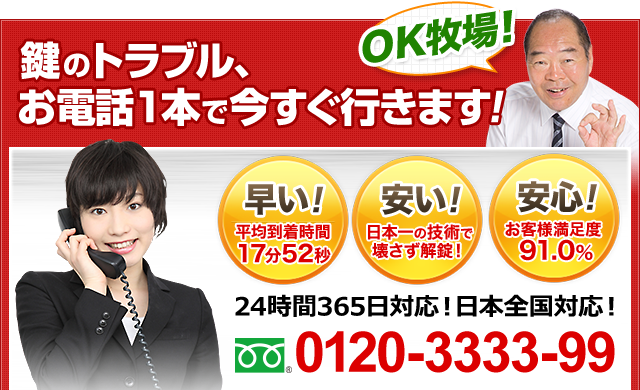 OK牧場!
鍵のトラブル、
お電話1本で今すぐ行きます!
早い!
平均到着時間
17分52秒
安い!
日本一の技術で
壊さず解錠!
安心!
お客様満足度
91.0%
24時間365日対応!日本全国対応!
® 0120-3333-99